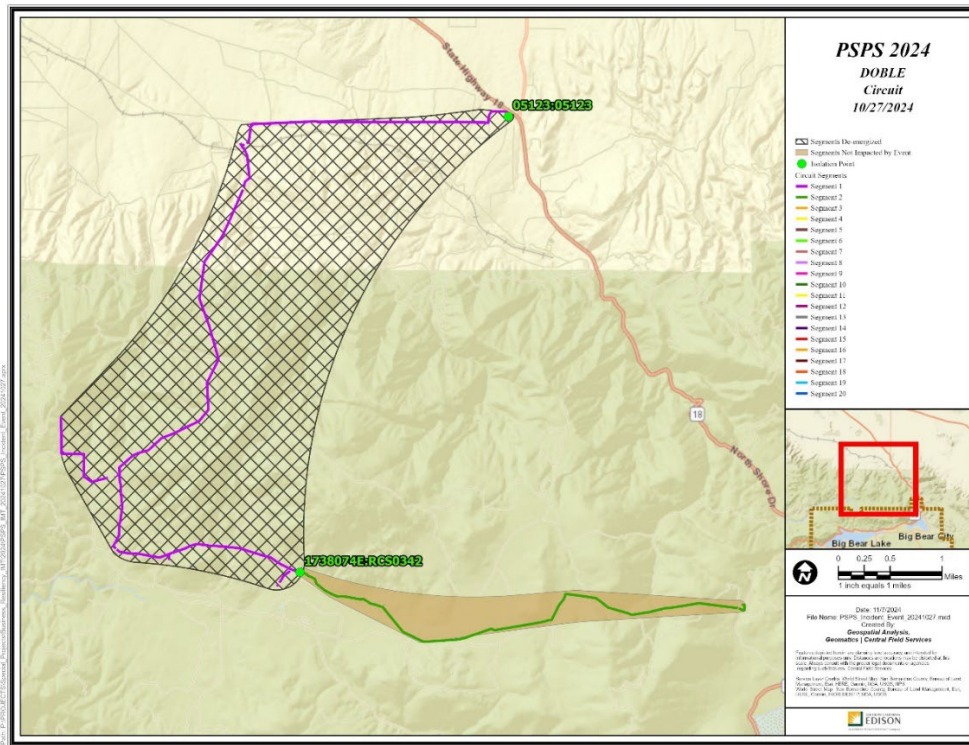 PSPS 2024
DOBLE
Circuit
10/27/2024
Segments De-energized
Segments Not Impacted by Event
Isolation Point
Circuit Segments
Segment 1
Segment 2
Segment 3
Segment 4
Segment 5
Segment 6
Segment 7
Segment 8
Segment 9
Segment 10
Segment 11
Segment 12
Segment 13
Segment 14
Segment 15
Segment 16
Segment 17
Segment 18
Segment 19
Segment 20
State Highway 18
05123:05123
18
North Shore Dr
1738074E:RCS0342
Big Bear Lake
Big Bear City
0 0.25 0.5 1
Miles
1 inch equals 1 miles
Date: 11/7/2024
File Name: PSPS_Incident_Event_20241027.mxd
Created By:
Geospatial Analysis,
Geomatics | Central Field Services
EDISON